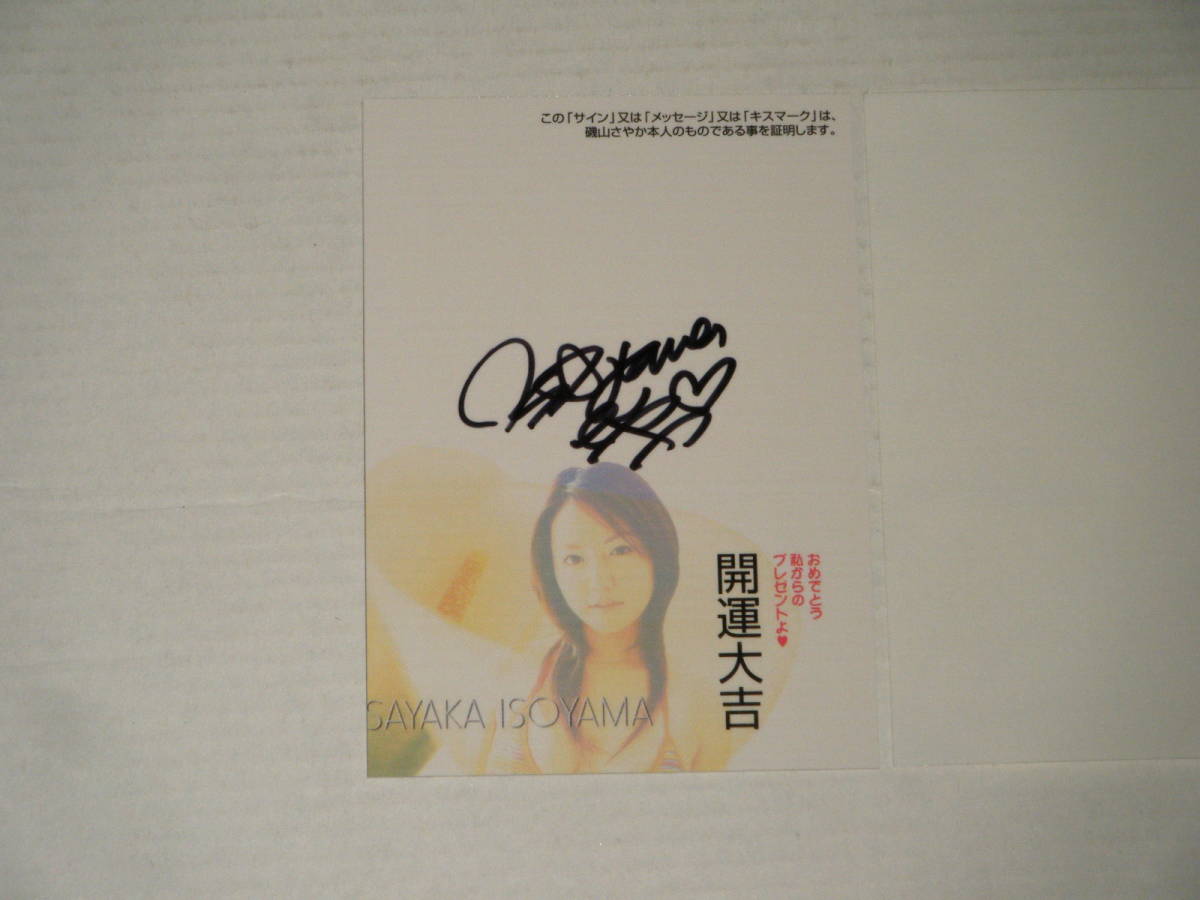 この「サイン」又は「メッセージ」又は「キスマーク」は、
磯山さやか本人のものである事を証明します。
おめでとう
私からの
プレゼントよ♥
開運大吉
SAYAKA ISOYAMA